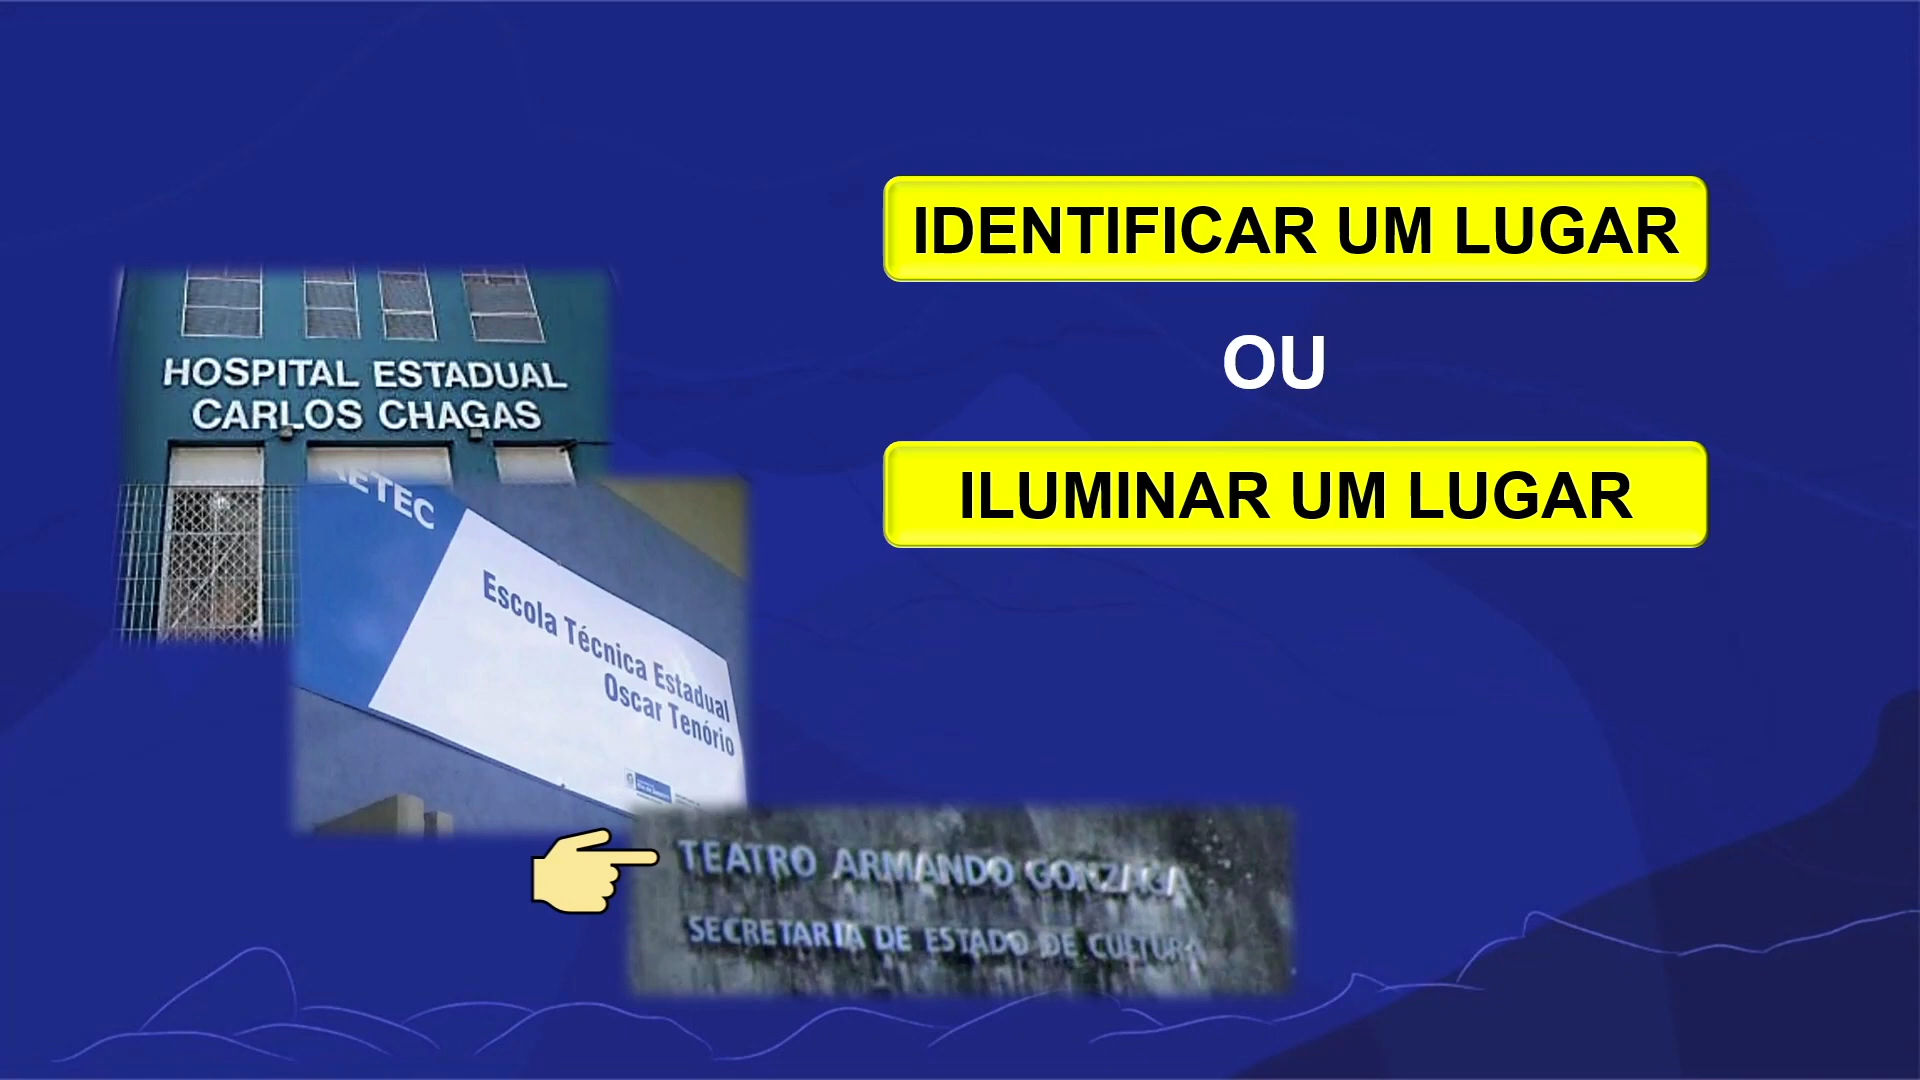 IDENTIFICAR UM LUGAR
OU
ILUMINAR UM LUGAR
HOSPITAL ESTADUAL
CARLOS CHAGAS
ETEC
Escola Técnica Estadual
Oscar Tenório
TEATRO ARMANDO GONZAGA
SECRETARIA DE ESTADO DE CULTURA